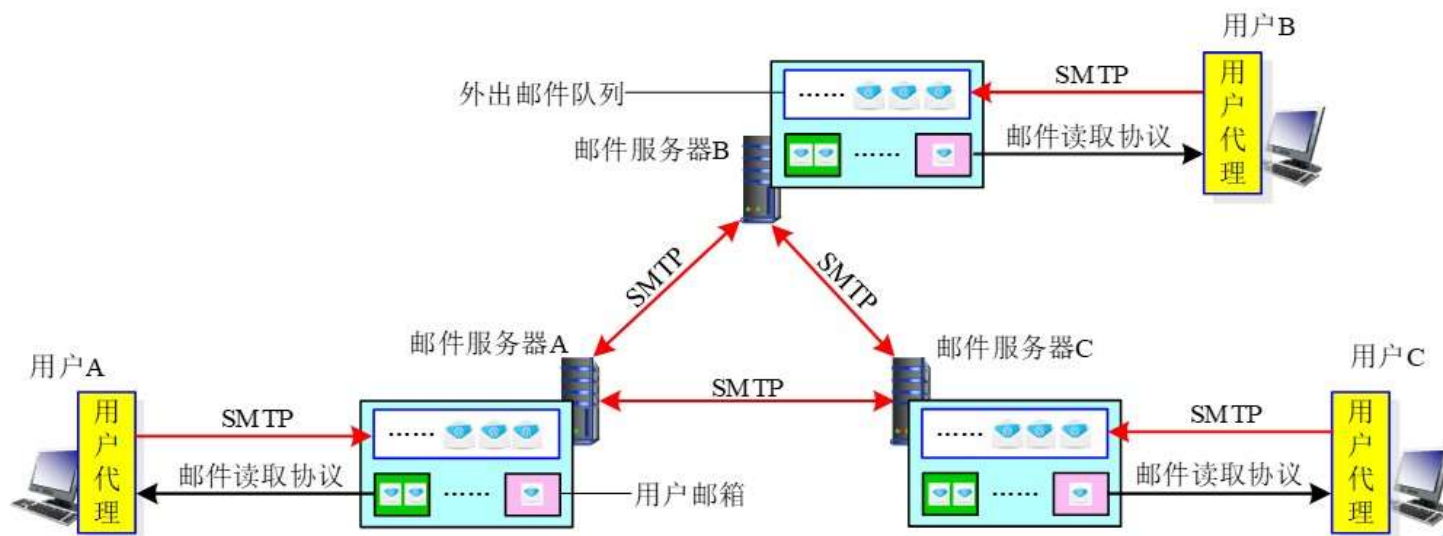 用户B
SMTP
外出邮件队列
······
用户代理
邮件服务器B
······
邮件读取协议
SMTP
SMTP
邮件服务器A
邮件服务器C
用户A
用户C
SMTP
SMTP
······
用户代理
邮件读取协议
······
用户邮箱
SMTP
······
用户代理
······
邮件读取协议